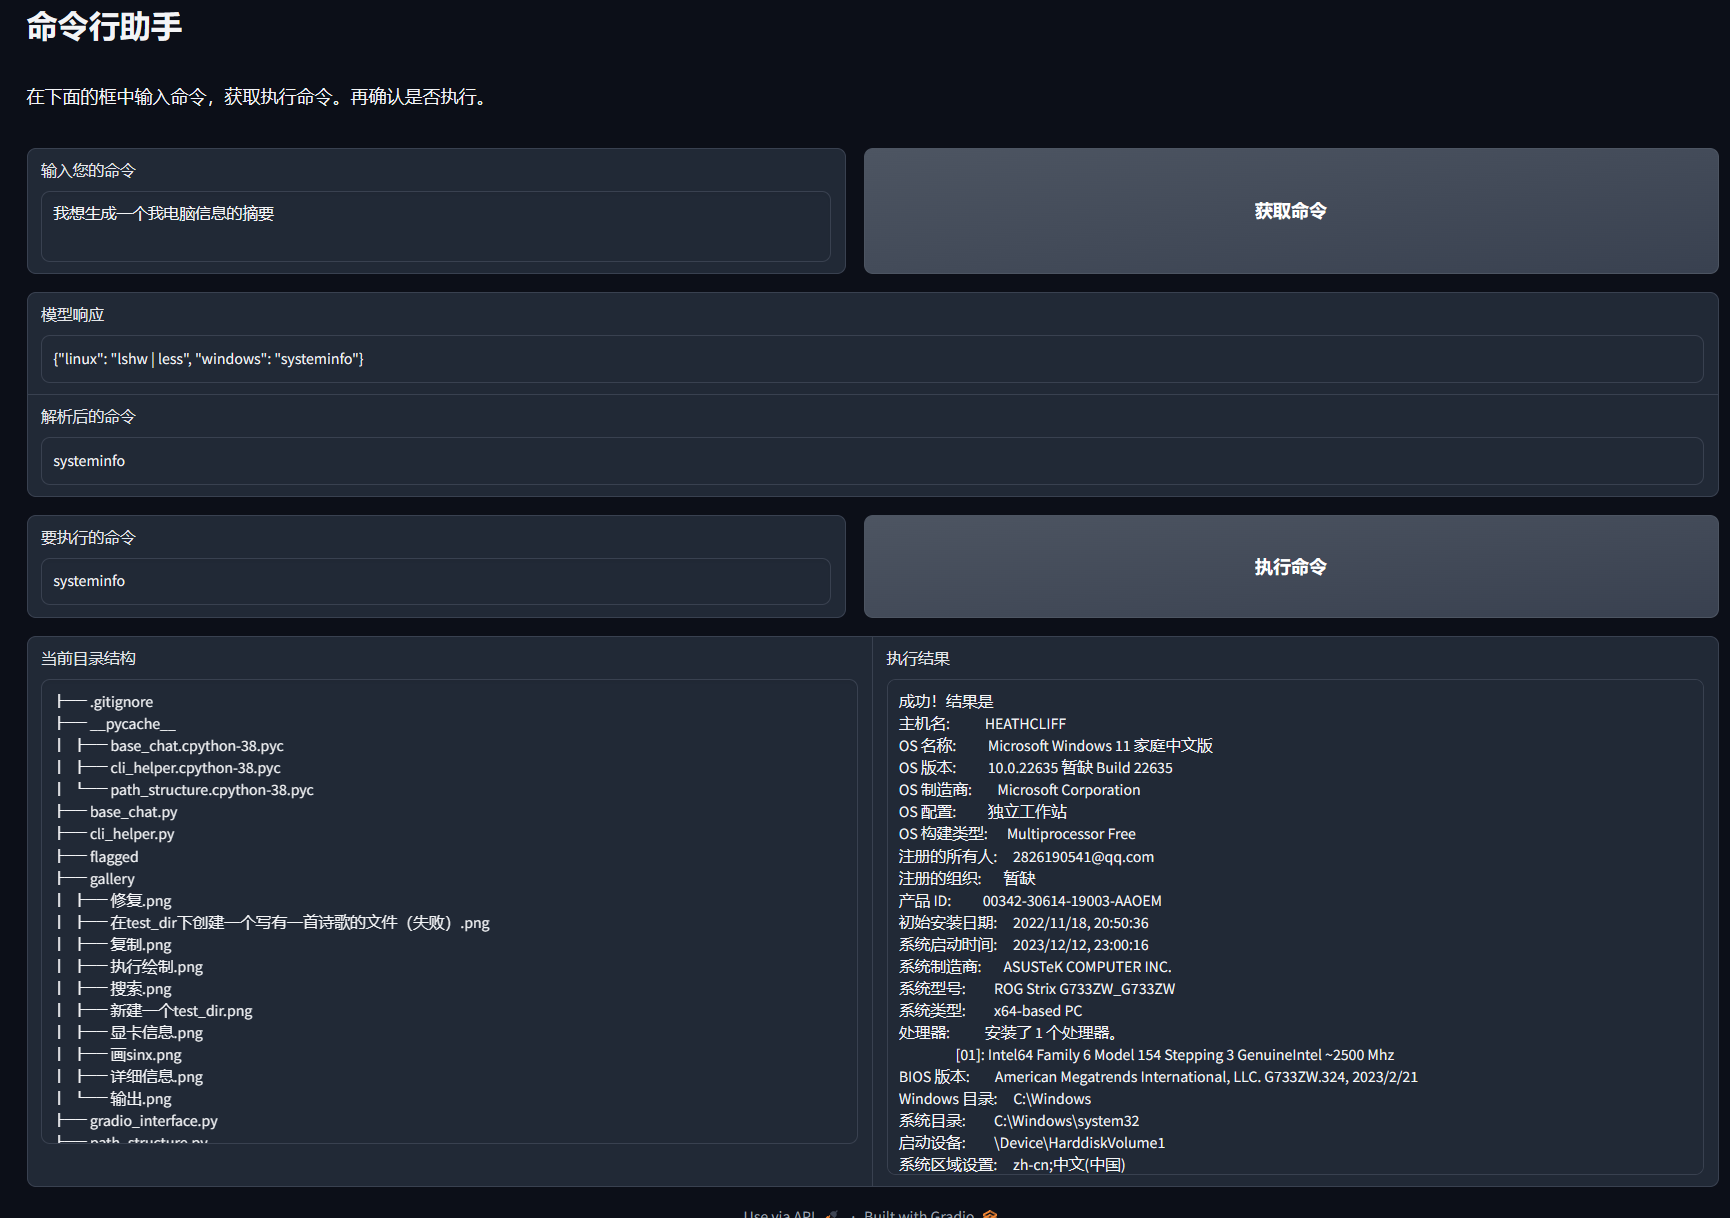 命令行助手
在下面的框中输入命令，获取执行命令。再确认是否执行。
输入您的命令
我想生成一个我电脑信息的摘要
获取命令
模型响应
{"linux": "lshw | less", "windows": "systeminfo"}
解析后的命令
systeminfo
要执行的命令
systeminfo
执行命令
当前目录结构
├── .gitignore
├── __pycache__
│   ├── base_chat.cpython-38.pyc
│   ├── cli_helper.cpython-38.pyc
│   └── path_structure.cpython-38.pyc
├── base_chat.py
├── cli_helper.py
├── flagged
├── gallery
│   ├── 修复.png
│   ├── 在test_dir下创建一个写有一首诗歌的文件（失败）.png
│   ├── 复制.png
│   ├── 执行绘制.png
│   ├── 搜索.png
│   ├── 新建一个test_dir.png
│   ├── 显卡信息.png
│   ├── 画sinx.png
│   ├── 详细信息.png
│   └── 输出.png
├── gradio_interface.py
├── path_structure.py
执行结果
成功！结果是
主机名: HEATHCLIFF
OS 名称: Microsoft Windows 11 家庭中文版
OS 版本: 10.0.22635 暂缺 Build 22635
OS 制造商: Microsoft Corporation
OS 配置: 独立工作站
OS 构建类型: Multiprocessor Free
注册的所有人: 2826190541@qq.com
注册的组织: 暂缺
产品 ID: 00342-30614-19003-AAOEM
初始安装日期: 2022/11/18, 20:50:36
系统启动时间: 2023/12/12, 23:00:16
系统制造商: ASUSTeK COMPUTER INC.
系统型号: ROG Strix G733ZW_G733ZW
系统类型: x64-based PC
处理器: 安装了 1 个处理器。
[01]: Intel64 Family 6 Model 154 Stepping 3 GenuineIntel ~2500 Mhz
BIOS 版本: American Megatrends International, LLC. G733ZW.324, 2023/2/21
Windows 目录: C:\Windows
系统目录: C:\Windows\system32
启动设备: \Device\HarddiskVolume1
系统区域设置: zh-cn;中文(中国)
Use via API · Built with Gradio